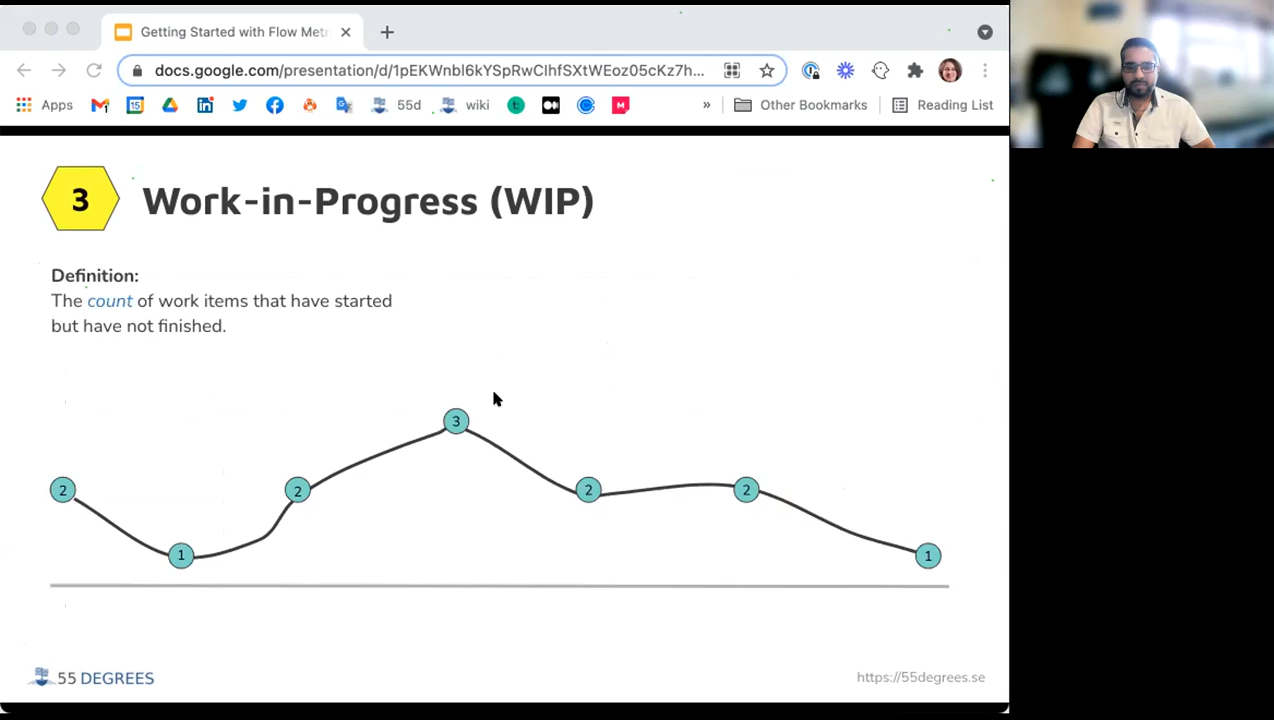 Getting Started with Flow Metr
docs.google.com/presentation/d/1pEKWnbl6kYSpRwClhfSXtWEoz05cKz7h...
Apps
15
55d
wiki
M
»
Other Bookmarks
Reading List
3
Work-in-Progress (WIP)
Definition:
The count of work items that have started
but have not finished.
3
2
2
2
2
1
1
55 DEGREES
https://55degrees.se